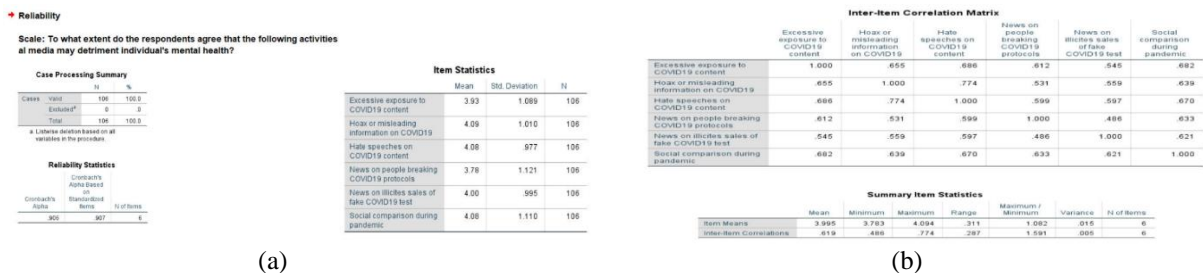 Reliability
Scale: To what extent do the respondents agree that the following activities
al media may detriment individual's mental health?
Case Processing Summary
N %
Cases Valid 106 100.0
Excludedᵃ 0 .0
Total 106 100.0
a. Listwise deletion based on all
variables in the procedure.
Reliability Statistics
Cronbach's
Alpha
Cronbach's
Alpha Based
on
Standardized
Items
N of Items
.906 .907 6
Item Statistics
Mean Std. Deviation N
Excessive exposure to
COVID19 content
3.93 1.089 106
Hoax or misleading
information on COVID19
4.09 1.010 106
Hate speeches on
COVID19 content
4.08 .977 106
News on people breaking
COVID19 protocols
3.78 1.121 106
News on illicites sales of
fake COVID19 test
4.00 .995 106
Social comparison during
pandemic
4.08 1.110 106
(a)
Inter-Item Correlation Matrix
Excessive
exposure to
COVID19
content
Hoax or
misleading
information
on COVID19
Hate
speeches on
COVID19
content
News on
people
breaking
COVID19
protocols
News on
illicites sales
of fake
COVID19 test
Social
comparison
during
pandemic
Excessive exposure to
COVID19 content
1.000 .655 .686 .612 .545 .682
Hoax or misleading
information on COVID19
.655 1.000 .774 .531 .559 .639
Hate speeches on
COVID19 content
.686 .774 1.000 .599 .597 .670
News on people breaking
COVID19 protocols
.612 .531 .599 1.000 .486 .633
News on illicites sales of
fake COVID19 test
.545 .559 .597 .486 1.000 .621
Social comparison during
pandemic
.682 .639 .670 .633 .621 1.000
Summary Item Statistics
Mean Minimum Maximum Range Maximum / Minimum Variance N of Items
Item Means 3.995 3.783 4.094 .311 1.082 .015 6
Inter-Item Correlations .619 .486 .774 .287 1.591 .005 6
(b)